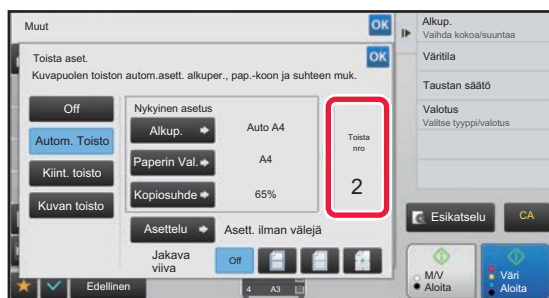 Muut
OK
Toista aset.
OK
Kuvapuolen toiston autom.asett. alkuper., pap.-koon ja suhteen muk.
Off
Autom. Toisto
Kiint. toisto
Kuvan toisto
Nykyinen asetus
Alkup.
Auto A4
Paperin Val.
A4
Kopiosuhde
65%
Toista
nro
2
Asettelu
Asett. ilman välejä
Jakava
viiva
Off
Edellinen
4 A3
Alkup.
Vaihda kokoa/suuntaa
Väritila
Taustan säätö
Valotus
Valitse tyyppi/valotus
Esikatselu
CA
M/V
Aloita
Väri
Aloita